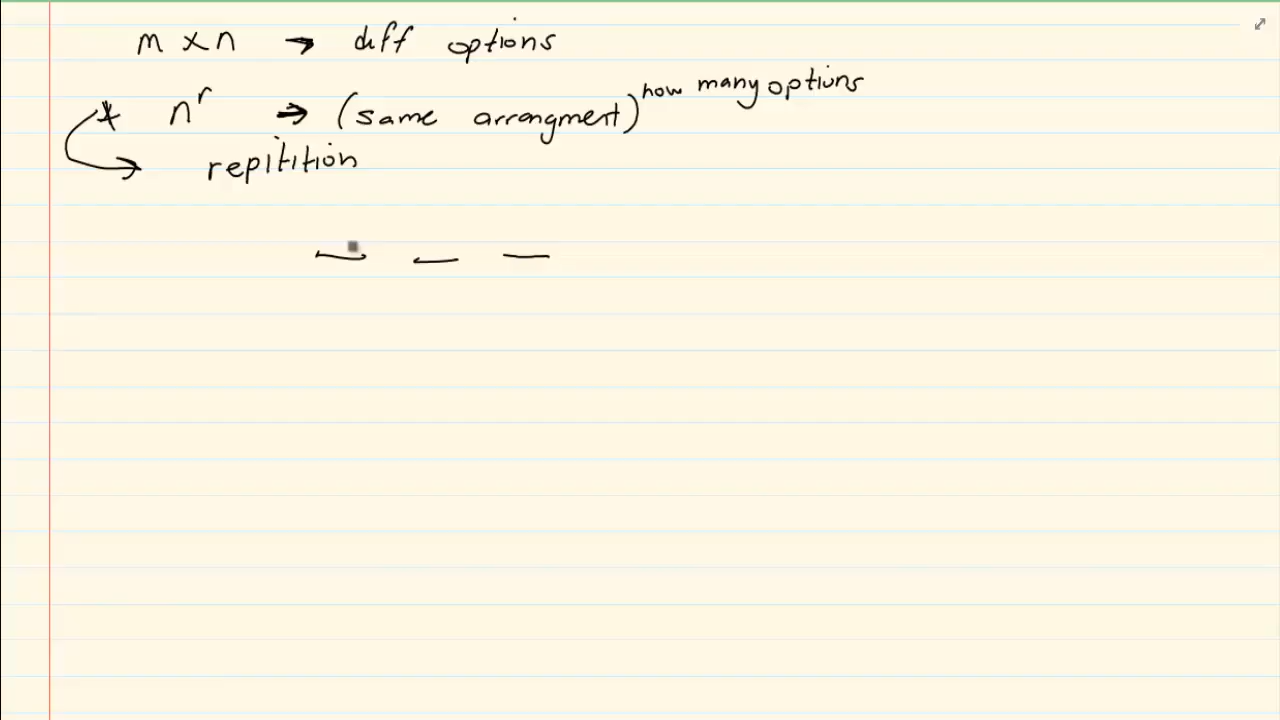 m × n → diff options
* n^r → (same arrangment)^how many options
→ repitition